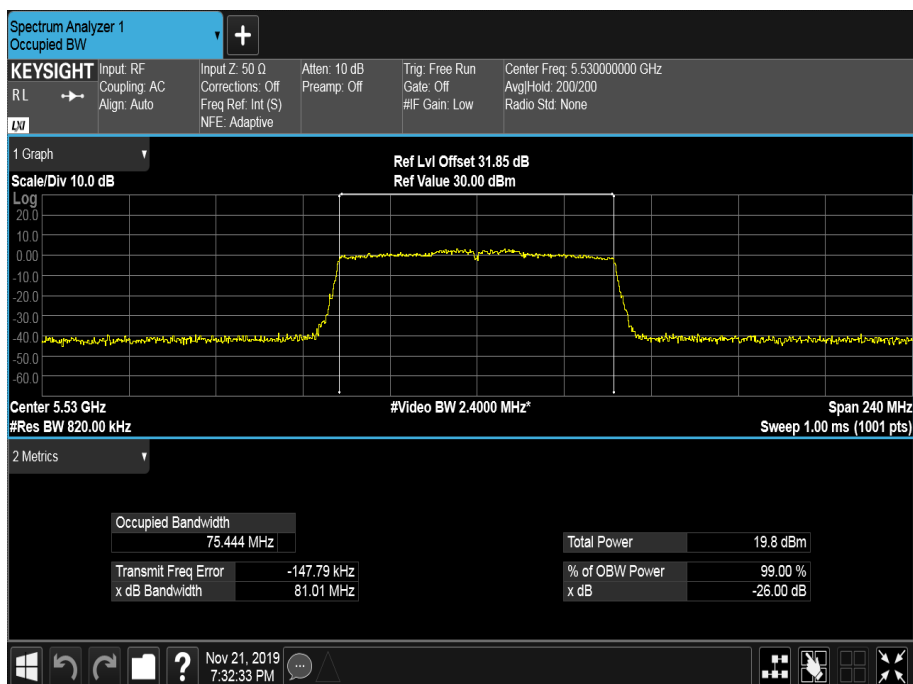 Spectrum Analyzer 1
Occupied BW
KEYSIGHT
R L
LXI
Input: RF
Coupling: AC
Align: Auto
Input Z: 50 Ω
Corrections: Off
Freq Ref: Int (S)
NFE: Adaptive
Atten: 10 dB
Preamp: Off
Trig: Free Run
Gate: Off
#IF Gain: Low
Center Freq: 5.530000000 GHz
Avg|Hold: 200/200
Radio Std: None
1 Graph
Scale/Div 10.0 dB
Ref Lvl Offset 31.85 dB
Ref Value 30.00 dBm
Log
20.0
10.0
0.00
-10.0
-20.0
-30.0
-40.0
-50.0
-60.0
Center 5.53 GHz
#Video BW 2.4000 MHz*
Span 240 MHz
#Res BW 820.00 kHz
Sweep 1.00 ms (1001 pts)
2 Metrics
Occupied Bandwidth
75.444 MHz
Transmit Freq Error -147.79 kHz
x dB Bandwidth 81.01 MHz
Total Power 19.8 dBm
% of OBW Power 99.00 %
x dB -26.00 dB
?
Nov 21, 2019
7:32:33 PM